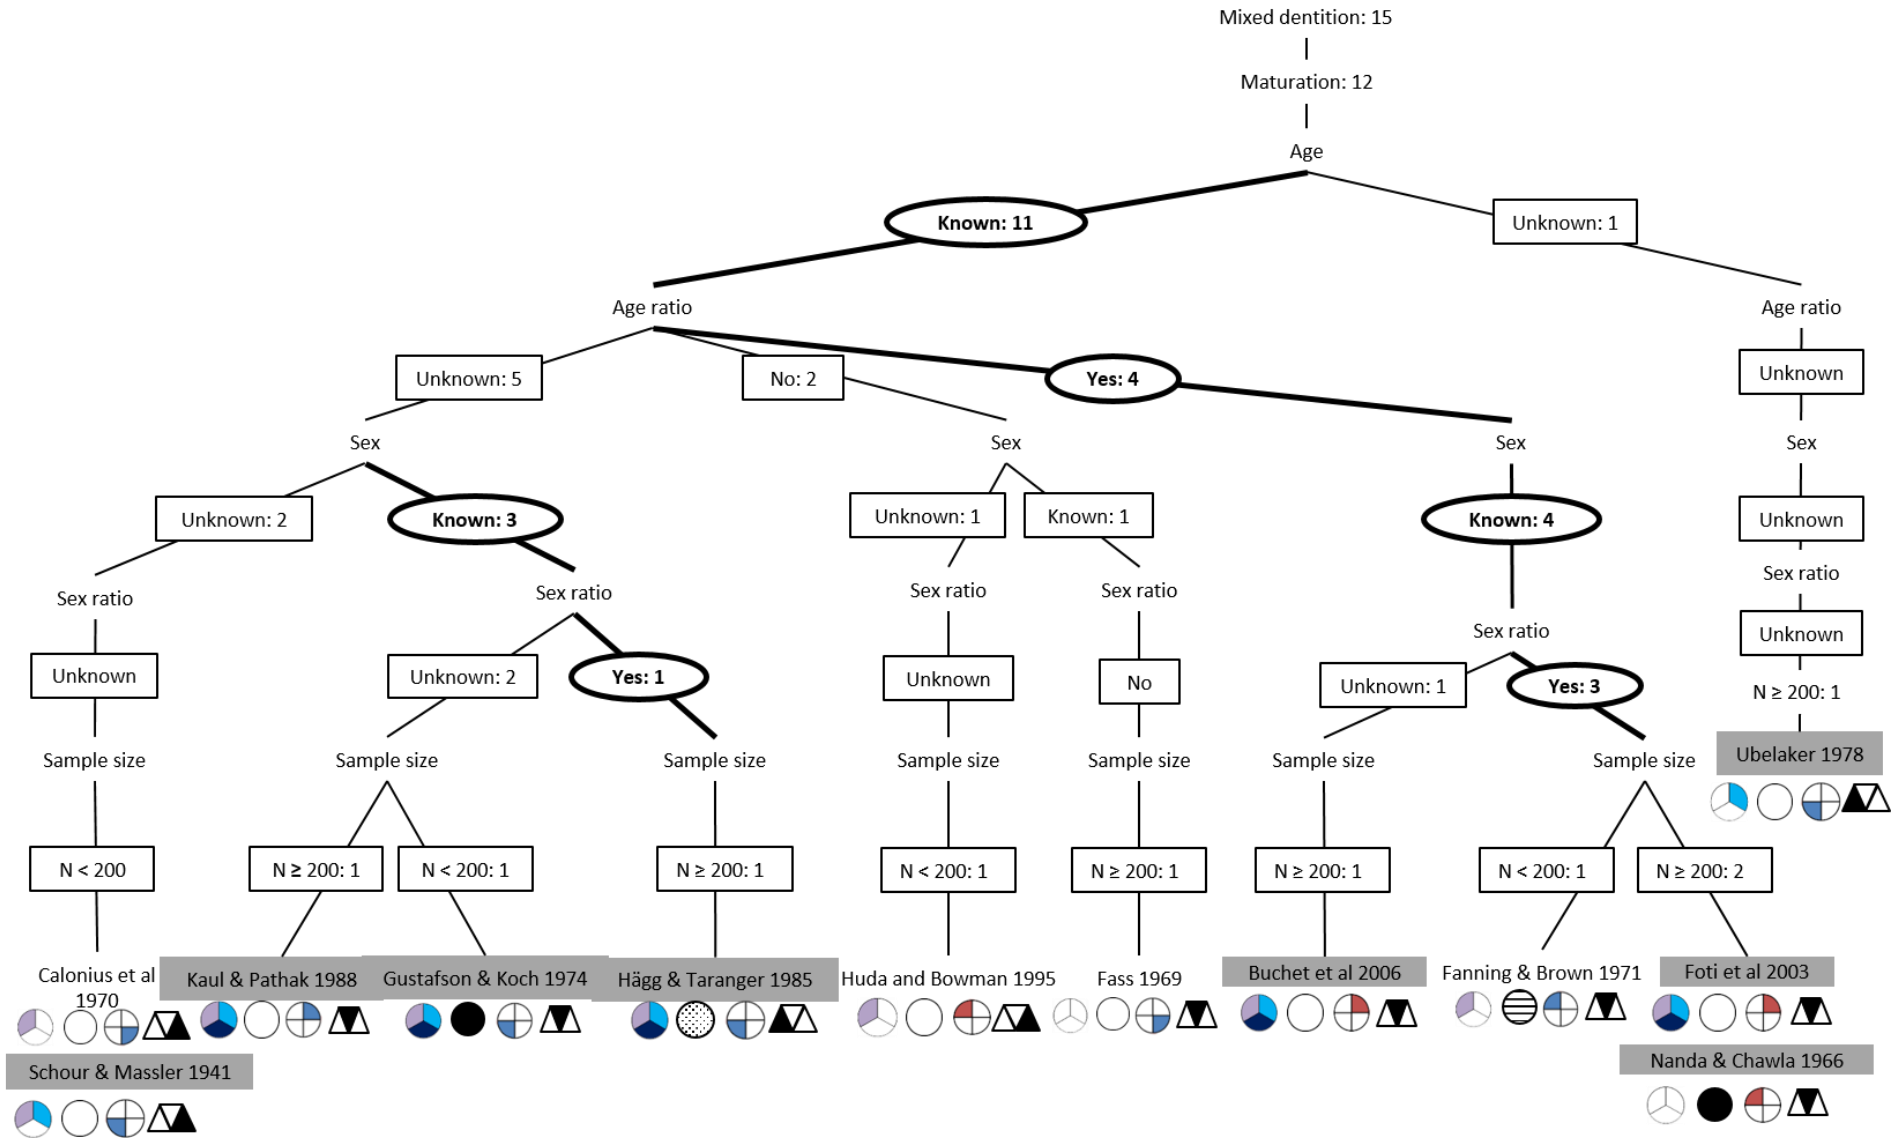 Mixed dentition: 15
Maturation: 12
Age
Known: 11
Unknown: 1
Age ratio
Age ratio
Unknown: 5
No: 2
Yes: 4
Unknown
Sex
Sex
Sex
Sex
Unknown: 2
Known: 3
Unknown: 1
Known: 1
Known: 4
Unknown
Sex ratio
Sex ratio
Sex ratio
Sex ratio
Sex ratio
Sex ratio
Unknown
Unknown: 2
Yes: 1
Unknown
No
Unknown: 1
Yes: 3
Unknown
N ≥ 200: 1
Sample size
Sample size
Sample size
Sample size
Sample size
Sample size
Sample size
Ubelaker 1978
N < 200
N ≥ 200: 1
N < 200: 1
N ≥ 200: 1
N < 200: 1
N ≥ 200: 1
N ≥ 200: 1
N < 200: 1
N ≥ 200: 2
Calonius et al
1970
Kaul & Pathak 1988
Gustafson & Koch 1974
Hägg & Taranger 1985
Huda and Bowman 1995
Fass 1969
Buchet et al 2006
Fanning & Brown 1971
Foti et al 2003
Schour & Massler 1941
Nanda & Chawla 1966